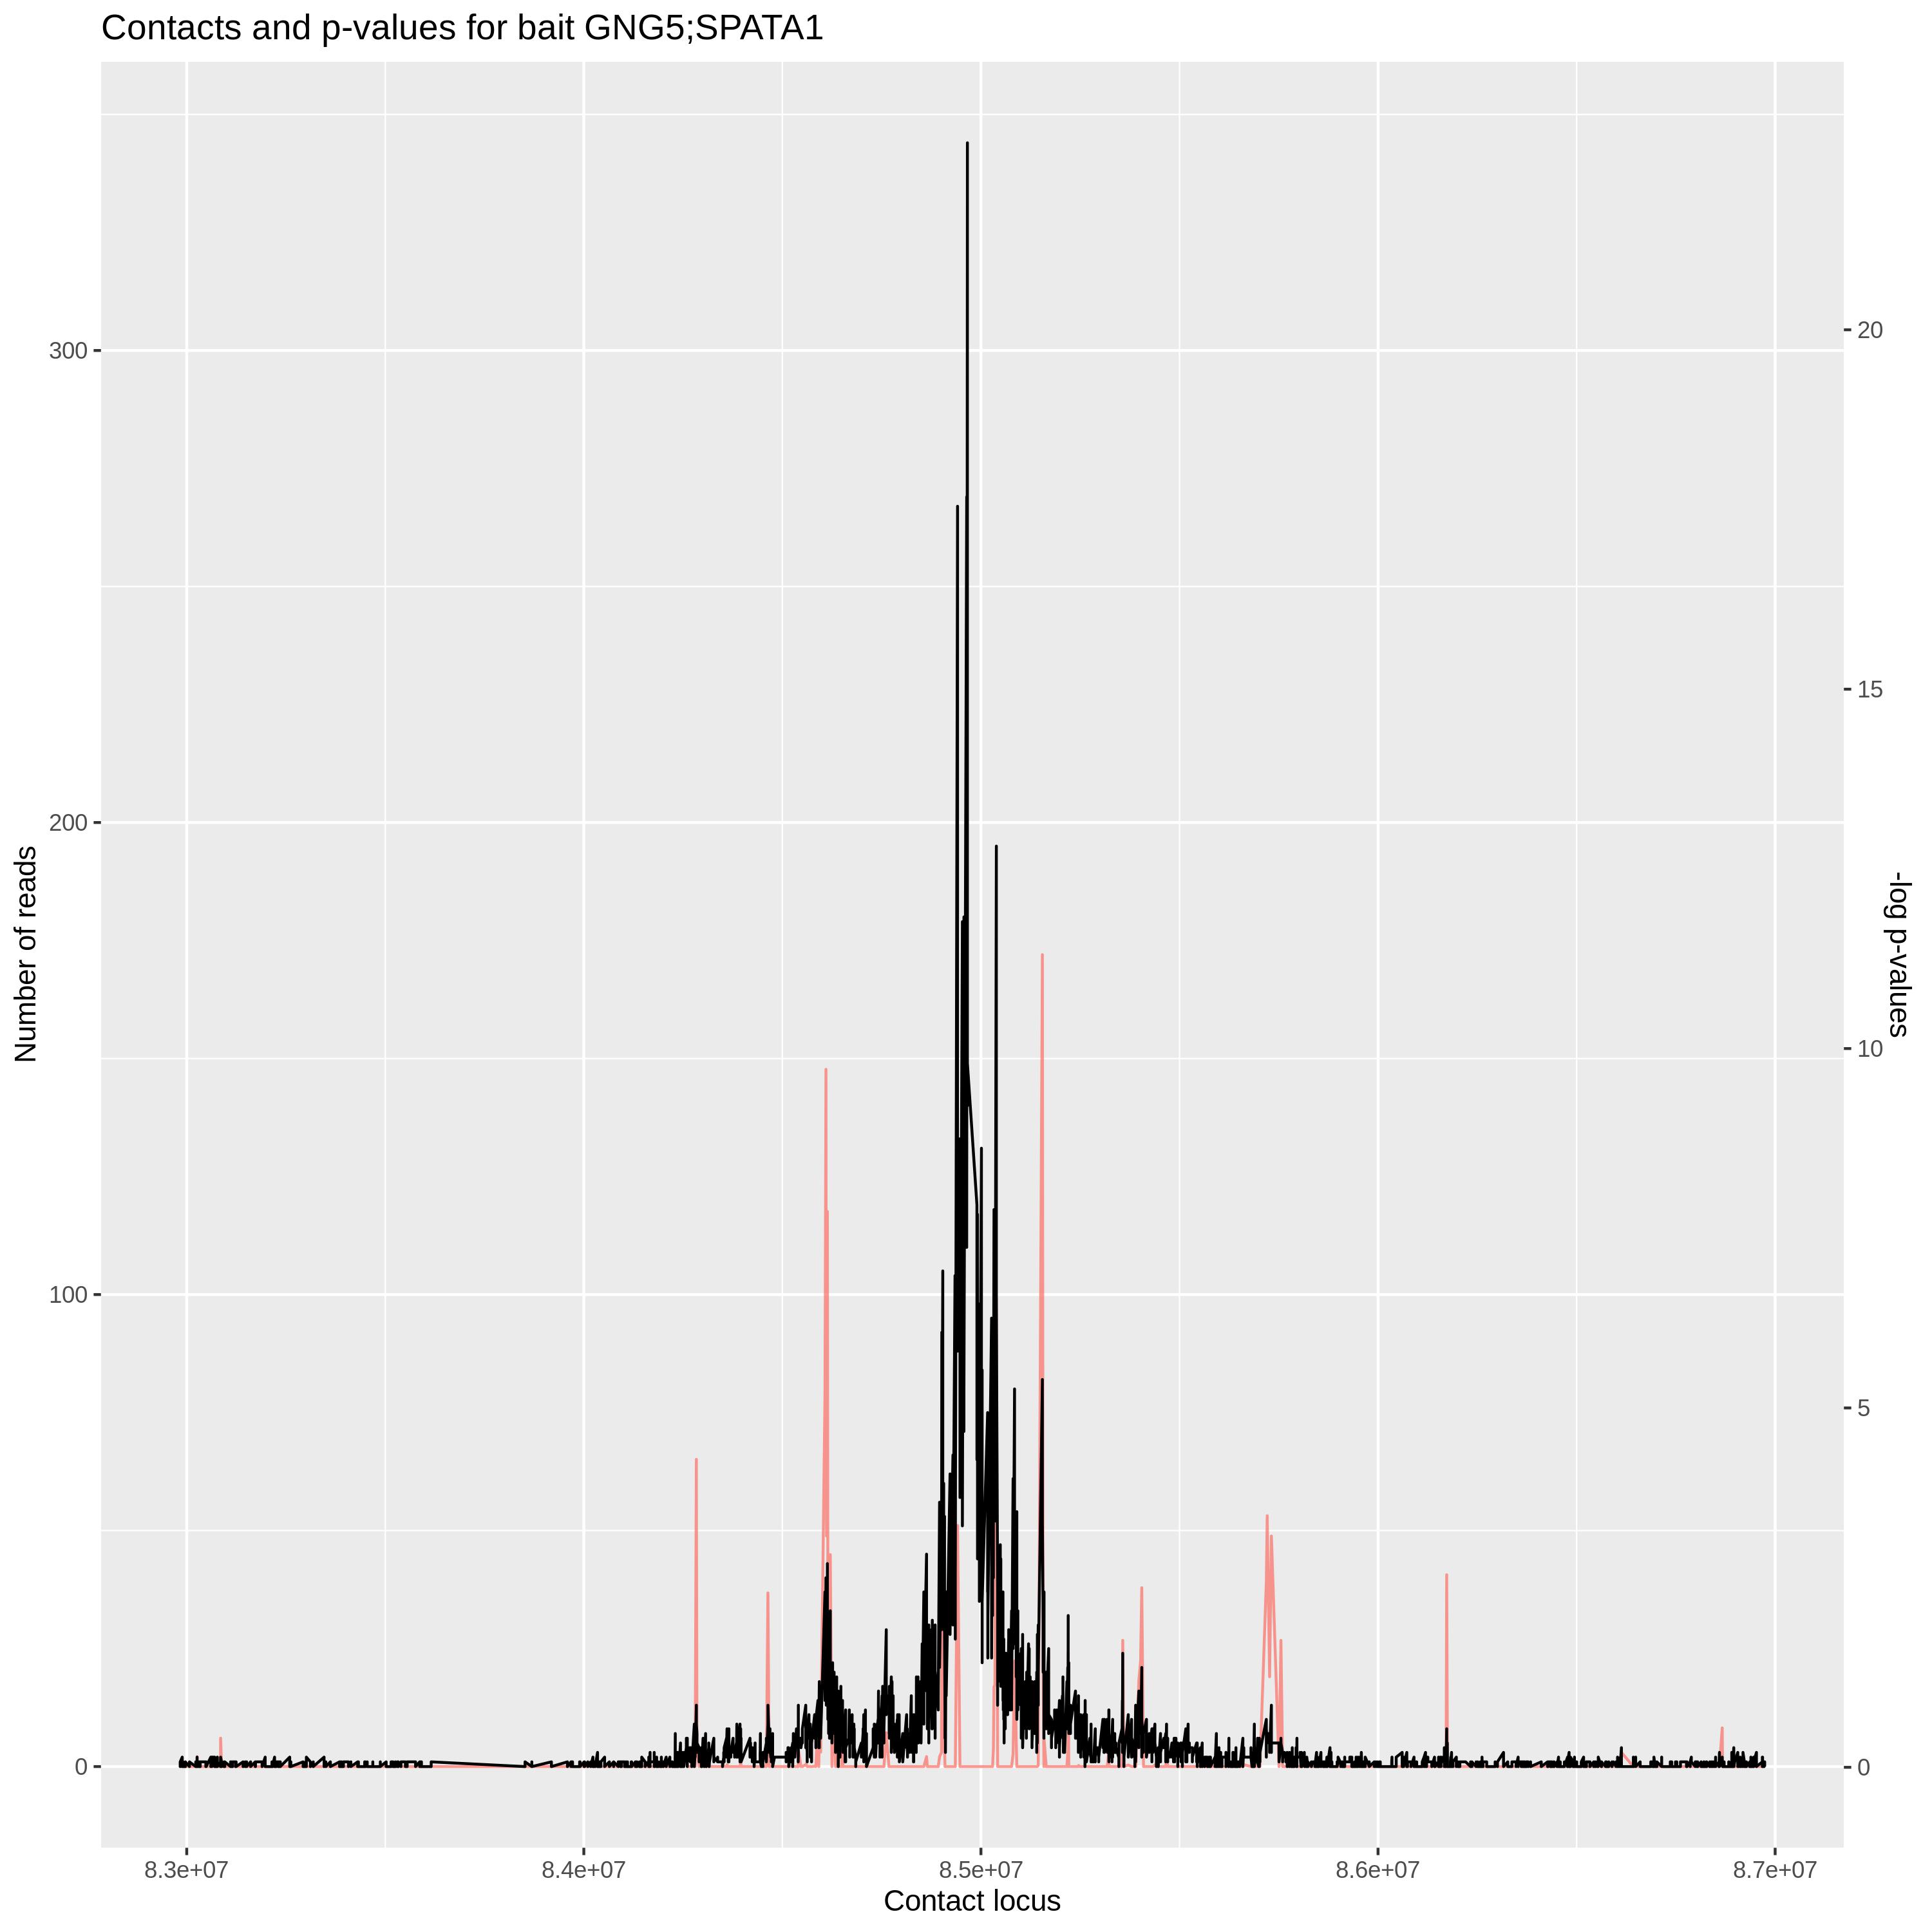 Contacts and p-values for bait GNG5;SPATA1
Number of reads
300
200
100
0
20
15
10
5
0
-log p-values
8.3e+07
8.4e+07
8.5e+07
8.6e+07
8.7e+07
Contact locus